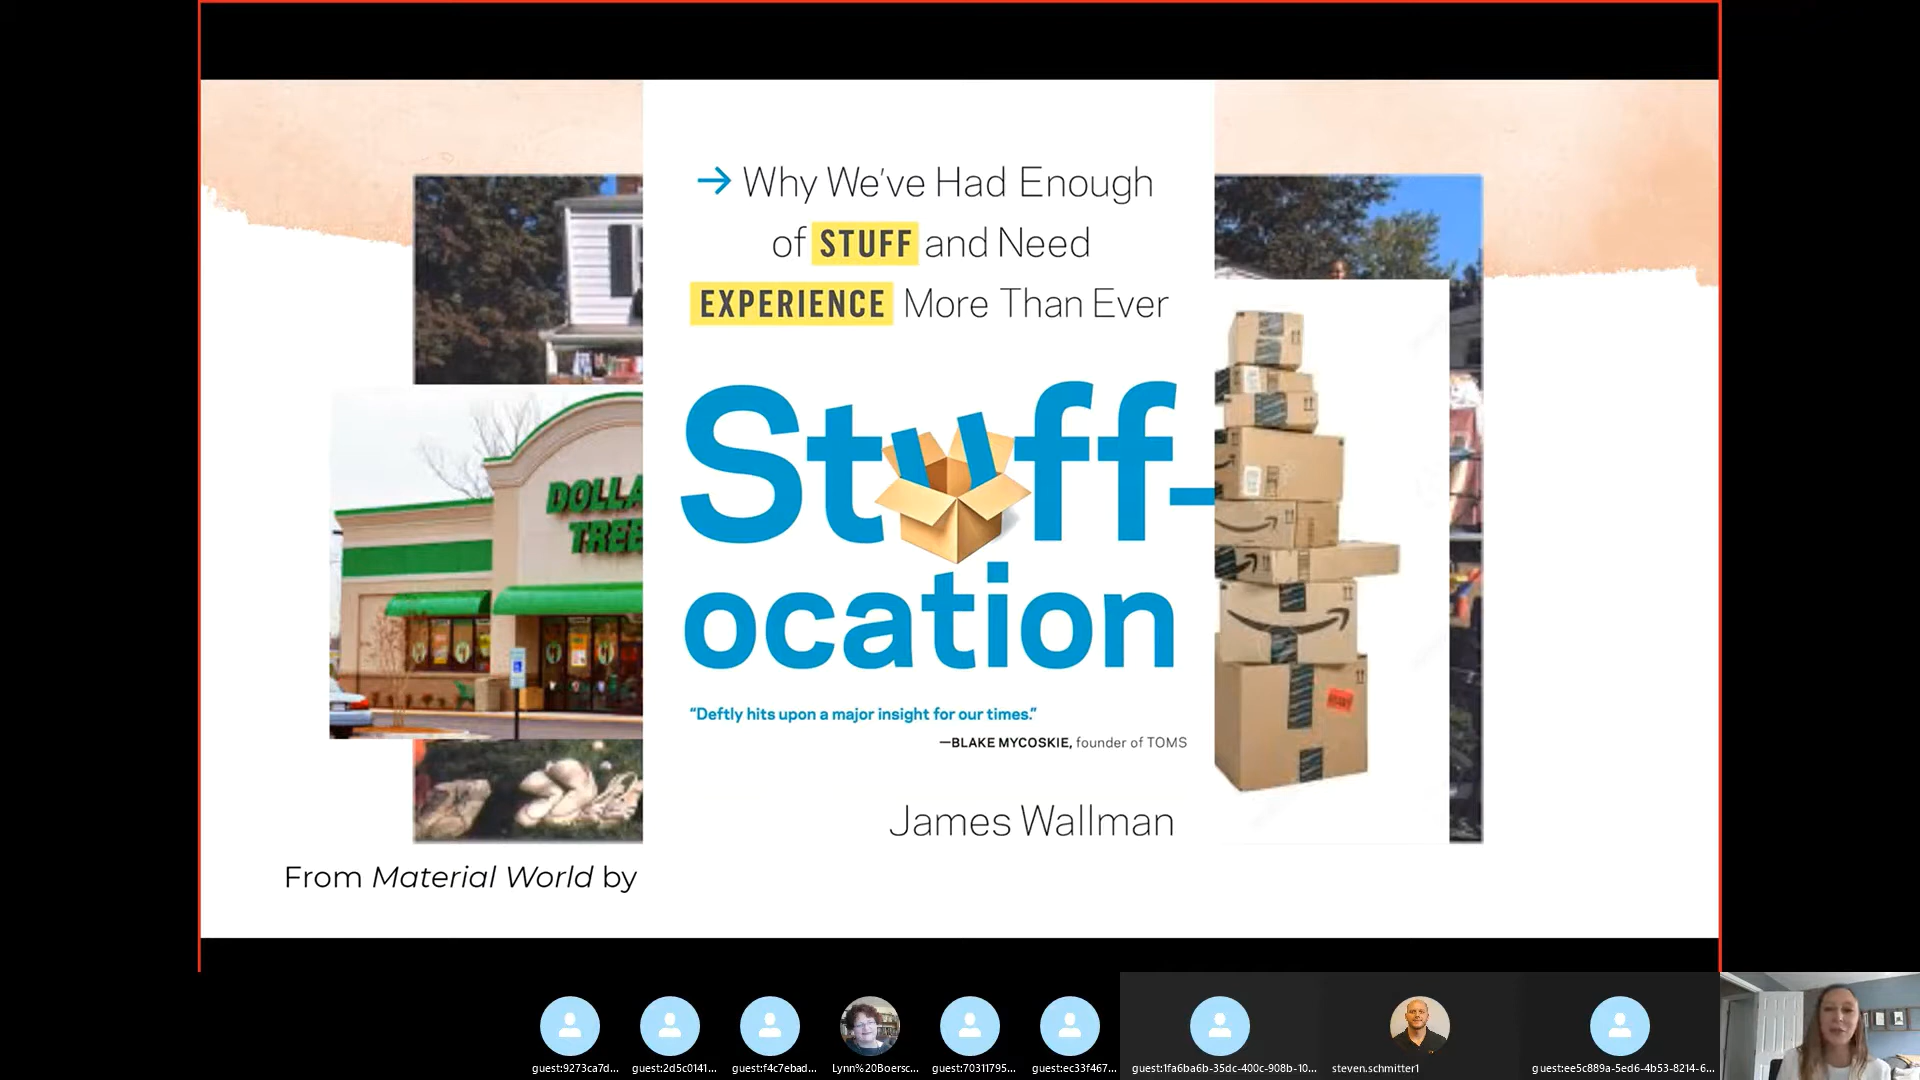 → Why We've Had Enough
of STUFF and Need
EXPERIENCE More Than Ever
Stuff-
ocation
"Deftly hits upon a major insight for our times."
—BLAKE MYCOSKIE, founder of TOMS
James Wallman
DOLLA
TREE
From Material World by
guest:9273ca7d...
guest:2d5c0141...
guest:f4c7ebad...
Lynn%20Boersc...
guest:70311795...
guest:ec33f467...
guest:1fa6ba6b-35dc-400c-908b-10...
steven.schmitter1
guest:ee5c889a-5ed6-4b53-8214-6...